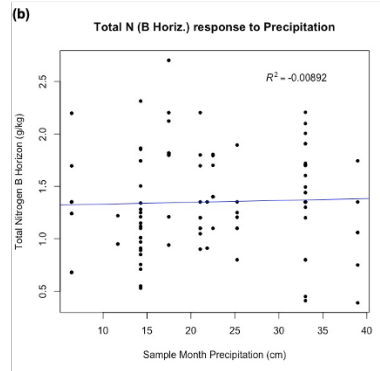 (b)
Total N (B Horiz.) response to Precipitation
R² = -0.00892
Total Nitrogen B Horizon (g/kg)
2.5
2.0
1.5
1.0
0.5
10 15 20 25 30 35 40
Sample Month Precipitation (cm)